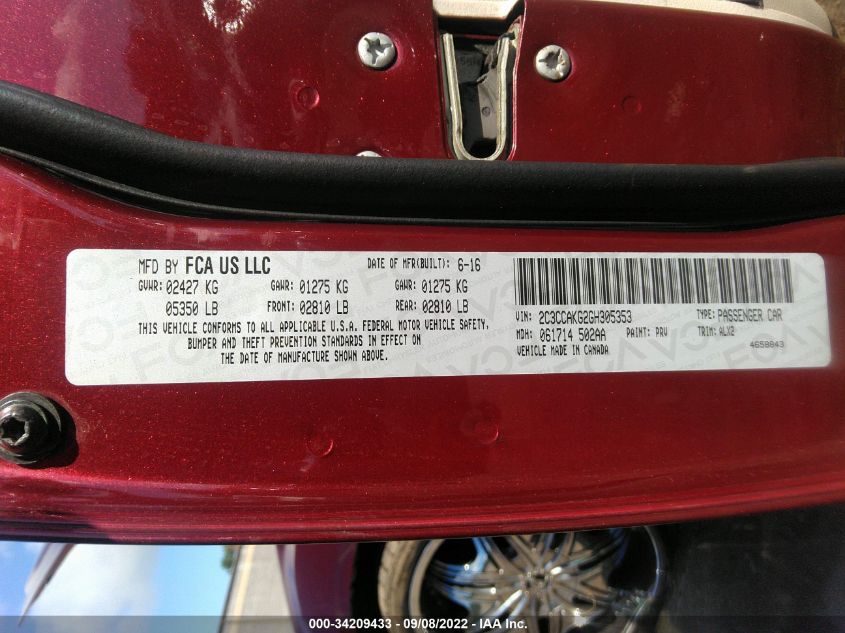 MFD BY FCA US LLC DATE OF MFR(BUILT): 6-16
GVWR: 02427 KG GAWR: 01275 KG GAWR: 01275 KG
05350 LB FRONT: 02810 LB REAR: 02810 LB
THIS VEHICLE CONFORMS TO ALL APPLICABLE U.S.A. FEDERAL MOTOR VEHICLE SAFETY,
BUMPER AND THEFT PREVENTION STANDARDS IN EFFECT ON
THE DATE OF MANUFACTURE SHOWN ABOVE.
VIN: 2C3CCAKG2GH305353 TYPE: PASSENGER CAR
MDH: 061714 502AA PAINT: PRV TRIM: ALX2
VEHICLE MADE IN CANADA 4658843
000-34209433 - 09/08/2022 - IAA Inc.